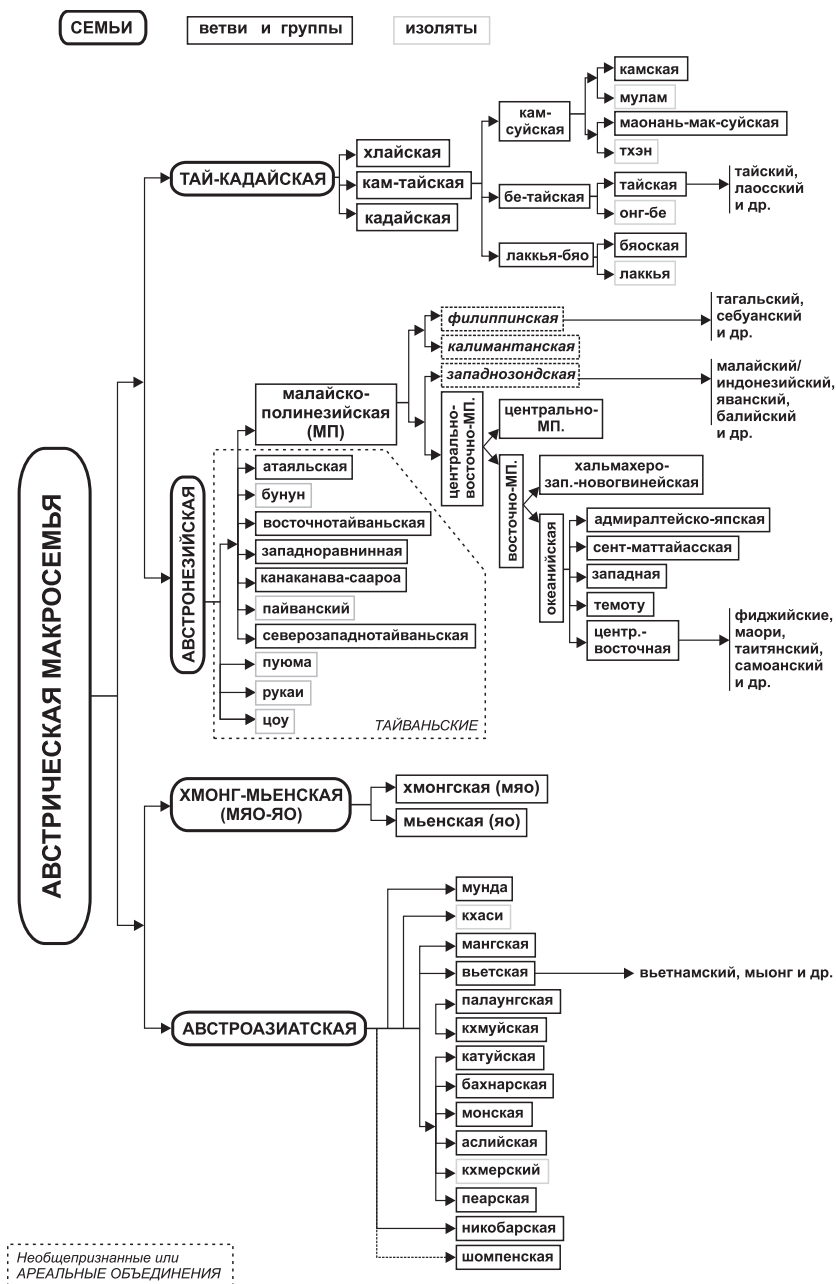 СЕМЬИ
ветви и группы
изоляты
АВСТРИЧЕСКАЯ МАКРОСЕМЬЯ
ТАЙ-КАДАЙСКАЯ
хлайская
кам-тайская
кадайская
кам-
суйская
камская
мулам
маонань-мак-суйская
тхэн
бе-тайская
тайская
онг-бе
тайский,
лаосский
и др.
лаккья-бяо
бяоская
лаккья
АВСТРОНЕЗИЙСКАЯ
малайско-
полинезийская
(МП)
филиппинская
тагальский,
себуанский
и др.
калимантанская
западнозондская
малайский/
индонезийский,
яванский,
балийский
и др.
центрально-
восточно-МП.
центрально-
МП.
восточно-МП.
хальмахеро-
зап.-новогвинейская
океанийская
адмиралтейско-япская
сент-маттайасская
западная
темоту
центр.-
восточная
фиджийские,
маори,
таитянский,
самоанский
и др.
атаяльская
бунун
восточнотайваньская
западноравнинная
канаканава-саароа
пайванский
северозападнотайваньская
пуюма
рукаи
цоу
ТАЙВАНЬСКИЕ
ХМОНГ-МЬЕНСКАЯ
(МЯО-ЯО)
хмонгская (мяо)
мьенская (яо)
АВСТРОАЗИАТСКАЯ
мунда
кхаси
мангская
вьетская
вьетнамский, мыонг и др.
палаунгская
кхмуйская
катуйская
бахнарская
монская
аслийская
кхмерский
пеарская
никобарская
шомпенская
Необщепризнанные или
АРЕАЛЬНЫЕ ОБЪЕДИНЕНИЯ